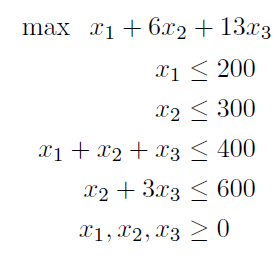 max x₁ + 6x₂ + 13x₃
x₁ ≤ 200
x₂ ≤ 300
x₁ + x₂ + x₃ ≤ 400
x₂ + 3x₃ ≤ 600
x₁, x₂, x₃ ≥ 0